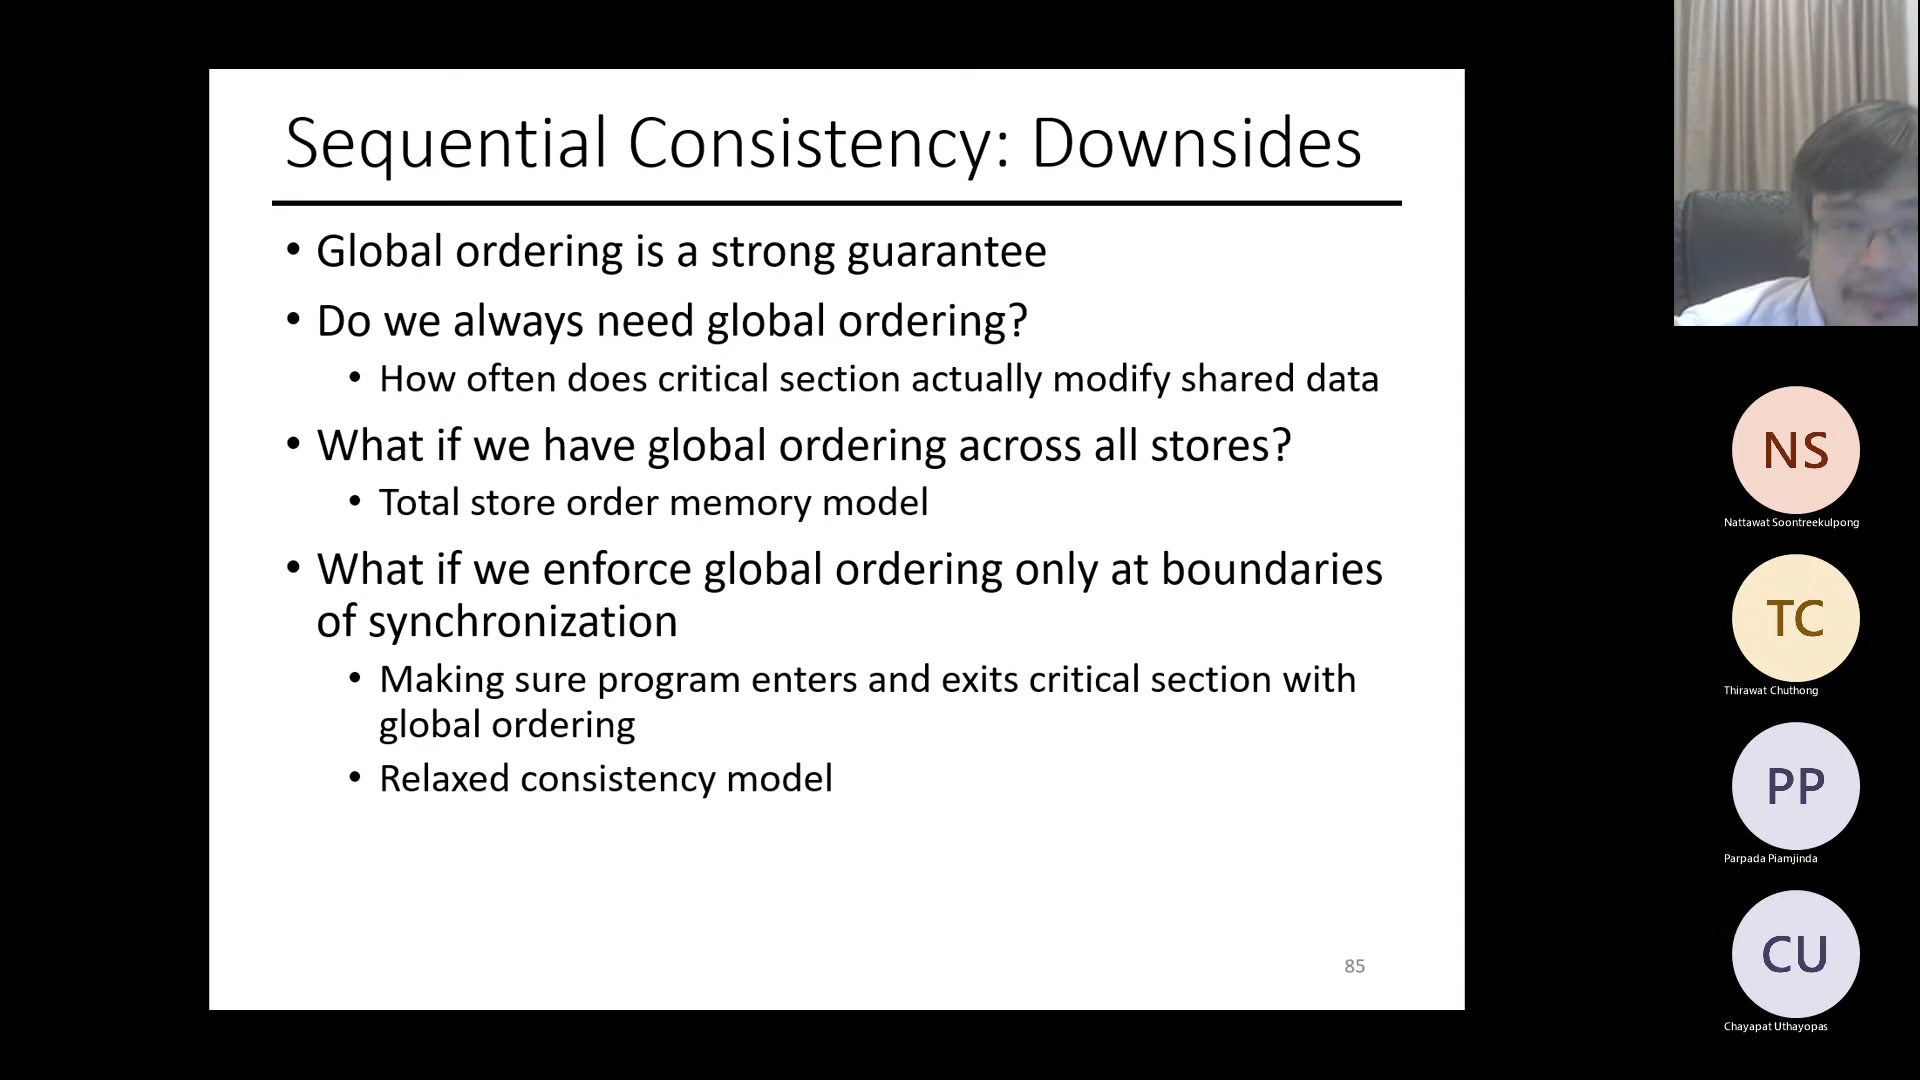 Sequential Consistency: Downsides
• Global ordering is a strong guarantee
• Do we always need global ordering?
• How often does critical section actually modify shared data
• What if we have global ordering across all stores?
• Total store order memory model
• What if we enforce global ordering only at boundaries
of synchronization
• Making sure program enters and exits critical section with
global ordering
• Relaxed consistency model
85
NS
Nattawat Soontreekulpong
TC
Thirawat Chuthong
PP
Parpada Piamjinda
CU
Chayapat Uthayopas